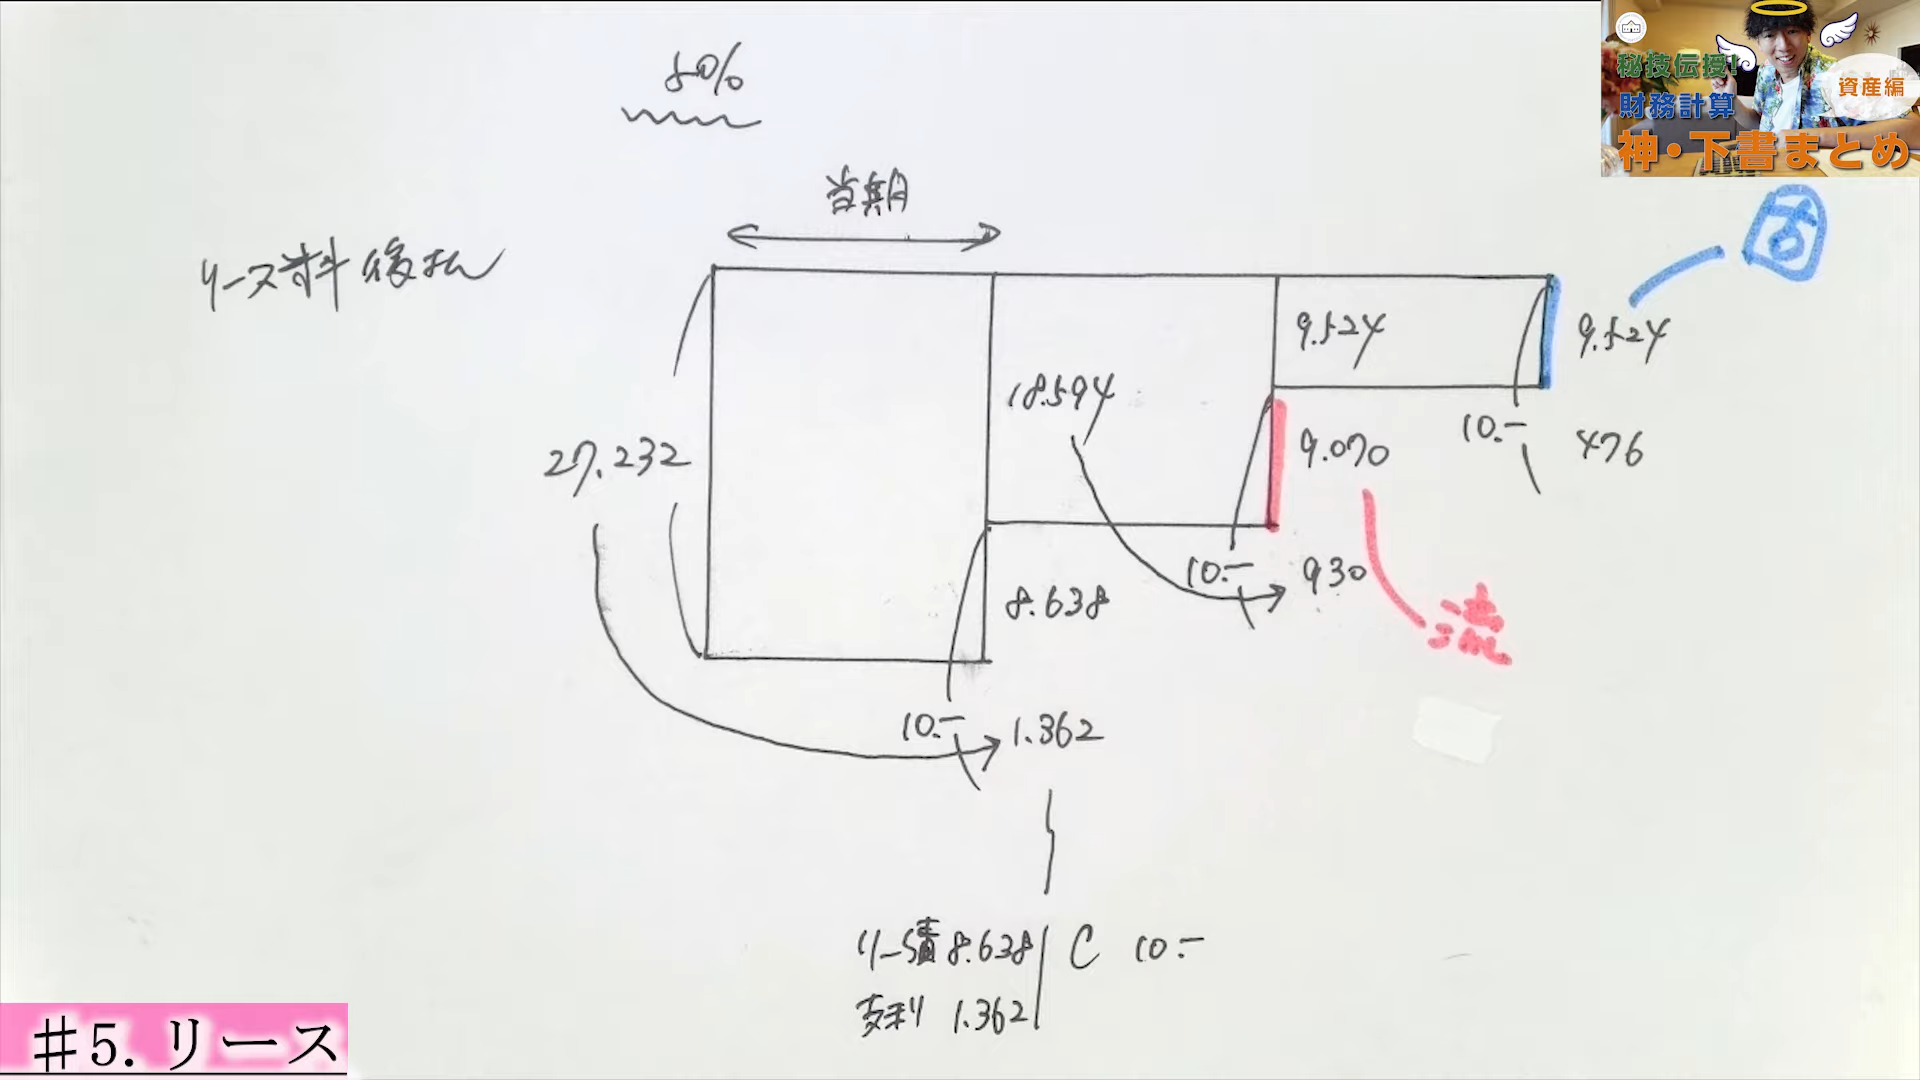 5%
当期
リース料後払
27.232
18.594
8.638
10.-
1.362
9.524
9.070
10.-
930
9.524
10.-
476
固
流
リー債 8.638
C 10.-
支利 1.362
秘技伝授!
財務計算
神・下書まとめ
資産編
#5.リース